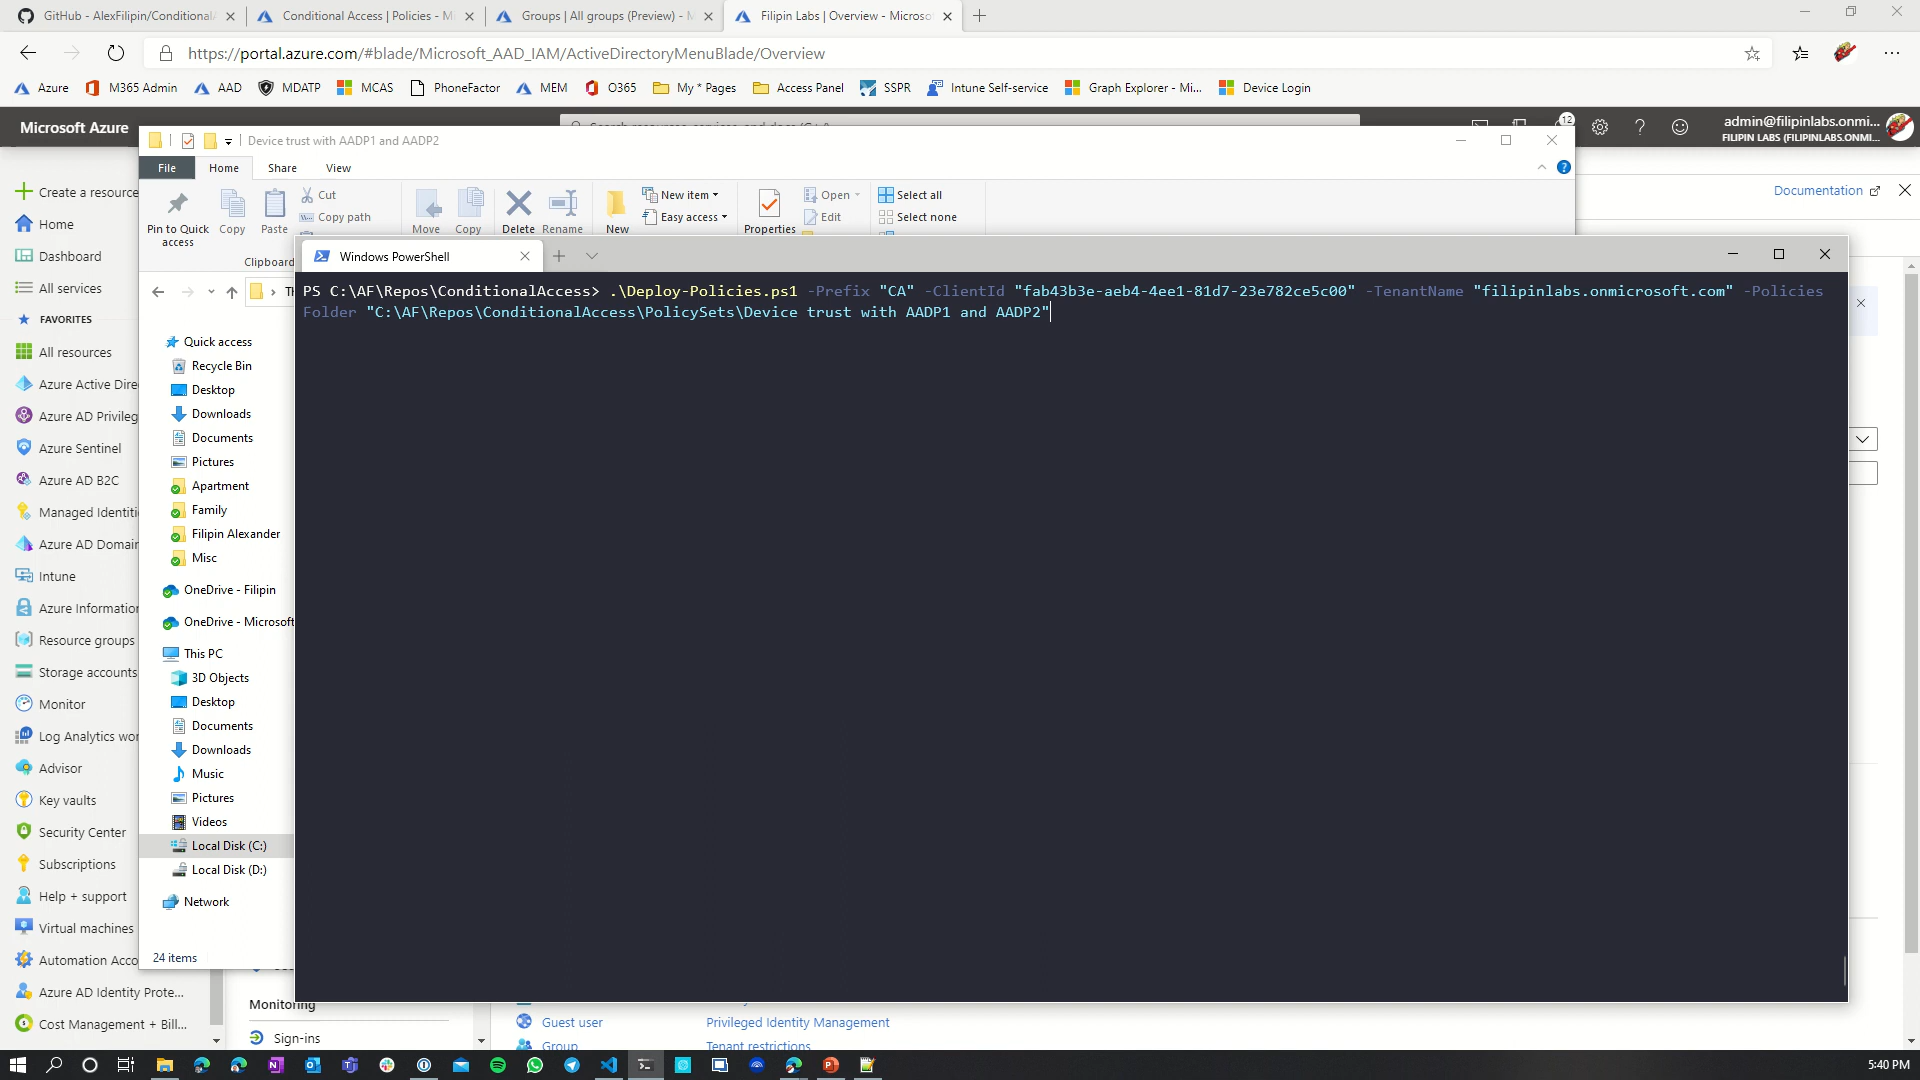 GitHub - AlexFilipin/Conditional
Conditional Access | Policies - M
Groups | All groups (Preview) - M
Filipin Labs | Overview - Microso
https://portal.azure.com/#blade/Microsoft_AAD_IAM/ActiveDirectoryMenuBlade/Overview
Azure
M365 Admin
AAD
MDATP
MCAS
PhoneFactor
MEM
O365
My * Pages
Access Panel
SSPR
Intune Self-service
Graph Explorer - Mi...
Device Login
Microsoft Azure
12
admin@filipinlabs.onmi...
FILIPIN LABS (FILIPINLABS.ONMI...
Device trust with AADP1 and AADP2
File
Home
Share
View
Documentation
Pin to Quick access
Copy
Paste
Cut
Copy path
Clipboard
Move
Copy
Delete
Rename
New
New item
Easy access
Properties
Open
Edit
Select all
Select none
Create a resource
Home
Dashboard
All services
FAVORITES
All resources
Azure Active Dire
Azure AD Privileg
Azure Sentinel
Azure AD B2C
Managed Identiti
Azure AD Domain
Intune
Azure Information
Resource groups
Storage accounts
Monitor
Log Analytics wor
Advisor
Key vaults
Security Center
Subscriptions
Help + support
Virtual machines
Automation Acco
Azure AD Identity Prote...
Cost Management + Bill...
Quick access
Recycle Bin
Desktop
Downloads
Documents
Pictures
Apartment
Family
Filipin Alexander
Misc
OneDrive - Filipin
OneDrive - Microsoft
This PC
3D Objects
Desktop
Documents
Downloads
Music
Pictures
Videos
Local Disk (C:)
Local Disk (D:)
Network
24 items
Windows PowerShell
PS C:\AF\Repos\ConditionalAccess> .\Deploy-Policies.ps1 -Prefix "CA" -ClientId "fab43b3e-aeb4-4ee1-81d7-23e782ce5c00" -TenantName "filipinlabs.onmicrosoft.com" -Policies
Folder "C:\AF\Repos\ConditionalAccess\PolicySets\Device trust with AADP1 and AADP2"
Monitoring
Sign-ins
Guest user
Privileged Identity Management
Group
Tenant restrictions
5:40 PM